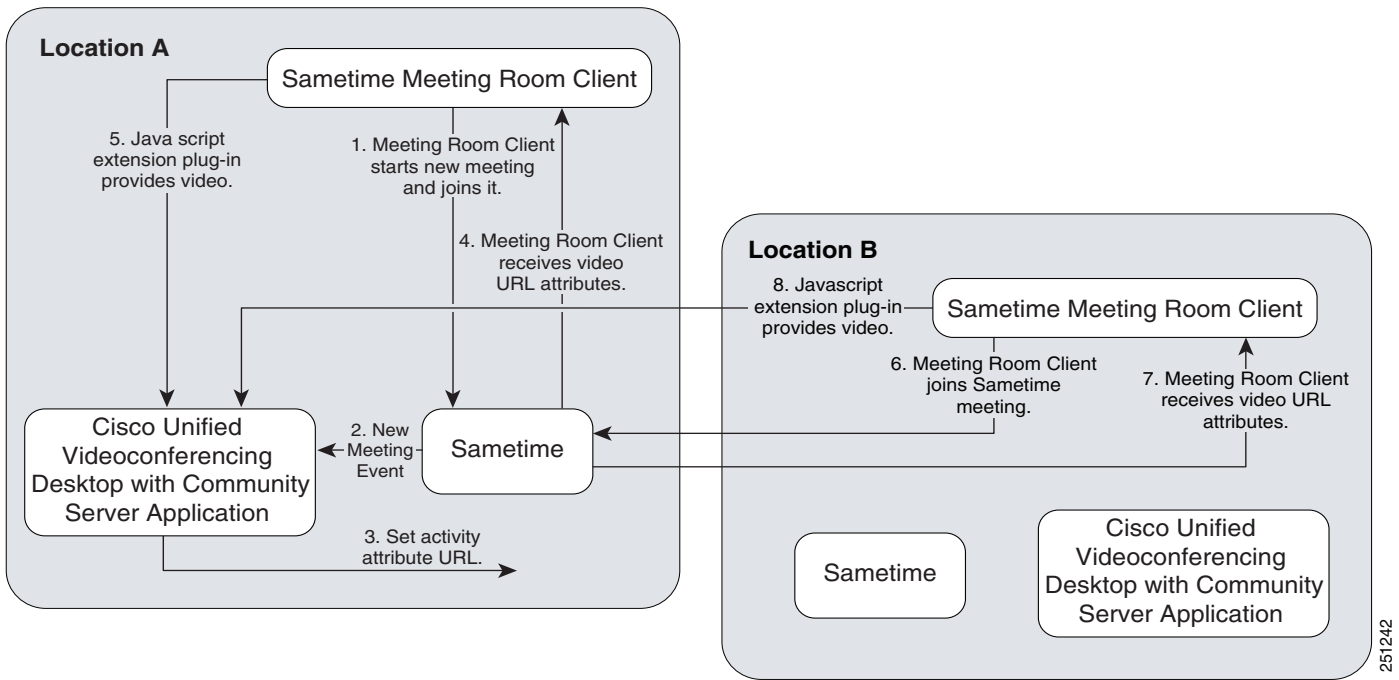 Location A
Sametime Meeting Room Client
5. Java script
extension plug-in
provides video.
1. Meeting Room Client
starts new meeting
and joins it.
4. Meeting Room Client
receives video
URL attributes.
Cisco Unified
Videoconferencing
Desktop with Community
Server Application
2. New
Meeting
Event
Sametime
3. Set activity
attribute URL.
Location B
8. Javascript
extension plug-in
provides video.
Sametime Meeting Room Client
6. Meeting Room Client
joins Sametime
meeting.
7. Meeting Room Client
receives video URL
attributes.
Sametime
Cisco Unified
Videoconferencing
Desktop with Community
Server Application
251242